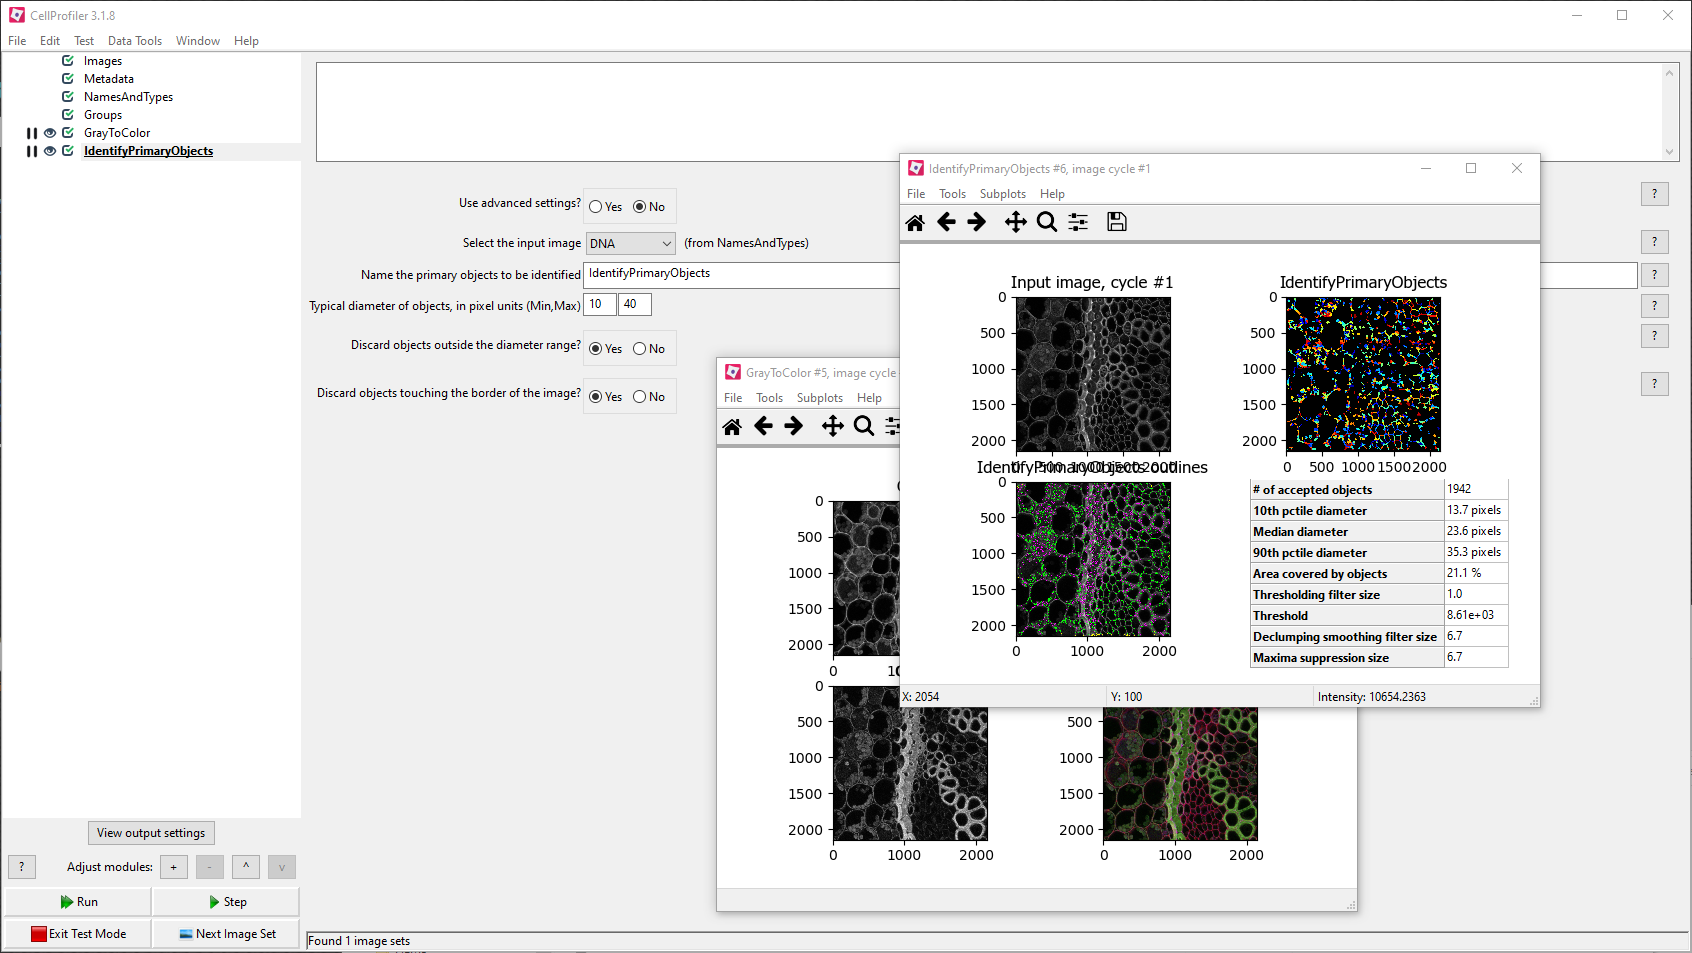 CellProfiler 3.1.8
File Edit Test Data Tools Window Help
Images
Metadata
NamesAndTypes
Groups
GrayToColor
IdentifyPrimaryObjects
View output settings
? Adjust modules: + - ^ v
Run Step
Exit Test Mode Next Image Set
Use advanced settings? Yes No ?
Select the input image DNA (from NamesAndTypes) ?
Name the primary objects to be identified IdentifyPrimaryObjects ?
Typical diameter of objects, in pixel units (Min,Max) 10 40 ?
Discard objects outside the diameter range? Yes No ?
Discard objects touching the border of the image? Yes No ?
Found 1 image sets
GrayToColor #5, image cycle
File Tools Subplots Help
0
500
1000
1500
2000
0
0
500
1000
1500
2000
0 1000 2000
500
1000
1500
2000
0 1000 2000
IdentifyPrimaryObjects #6, image cycle #1
File Tools Subplots Help
Input image, cycle #1
0
500
1000
1500
2000
0 500 1000 1500 2000
IdentifyPrimaryObjects
0
500
1000
1500
2000
0 500 1000 1500 2000
IdentifyPrimaryObjects outlines
0
500
1000
1500
2000
0 1000 2000
# of accepted objects 1942
10th pctile diameter 13.7 pixels
Median diameter 23.6 pixels
90th pctile diameter 35.3 pixels
Area covered by objects 21.1 %
Thresholding filter size 1.0
Threshold 8.61e+03
Declumping smoothing filter size 6.7
Maxima suppression size 6.7
X: 2054 Y: 100 Intensity: 10654.2363